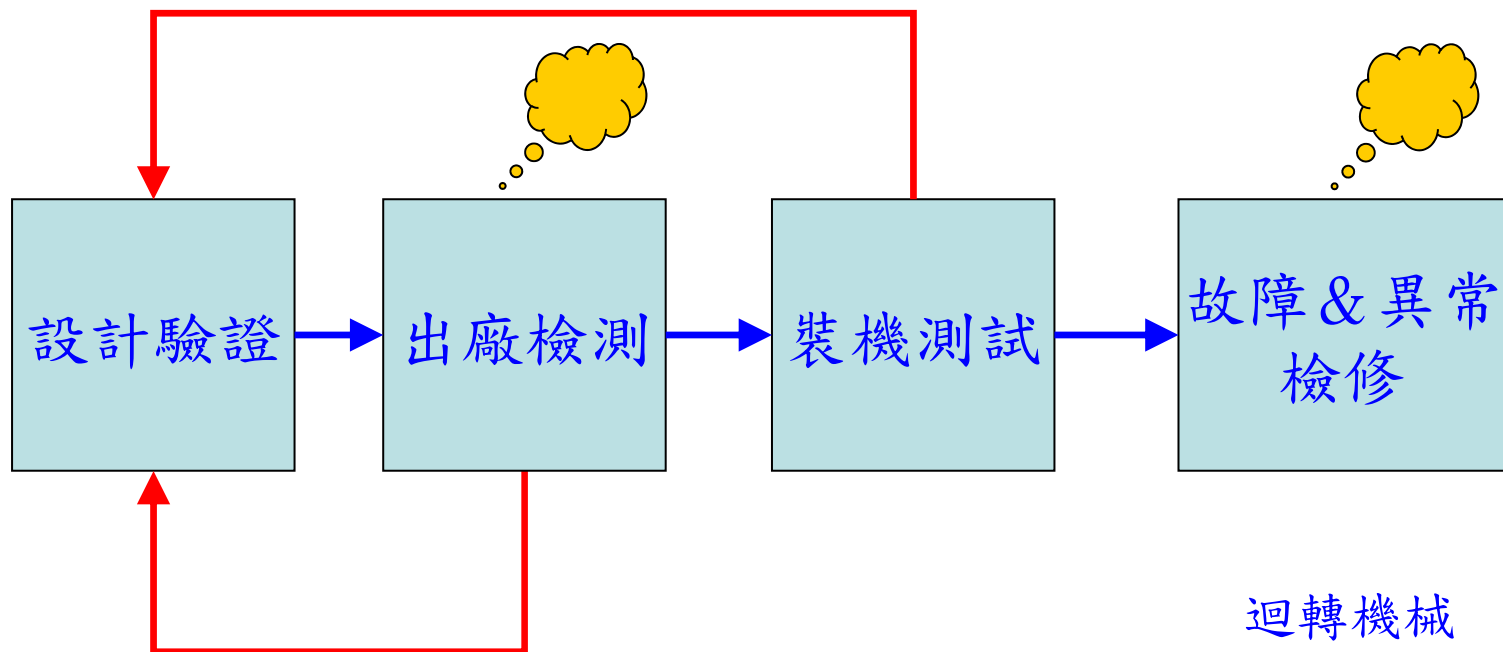 設計驗證
出廠檢測
裝機測試
故障&異常
檢修
迴轉機械